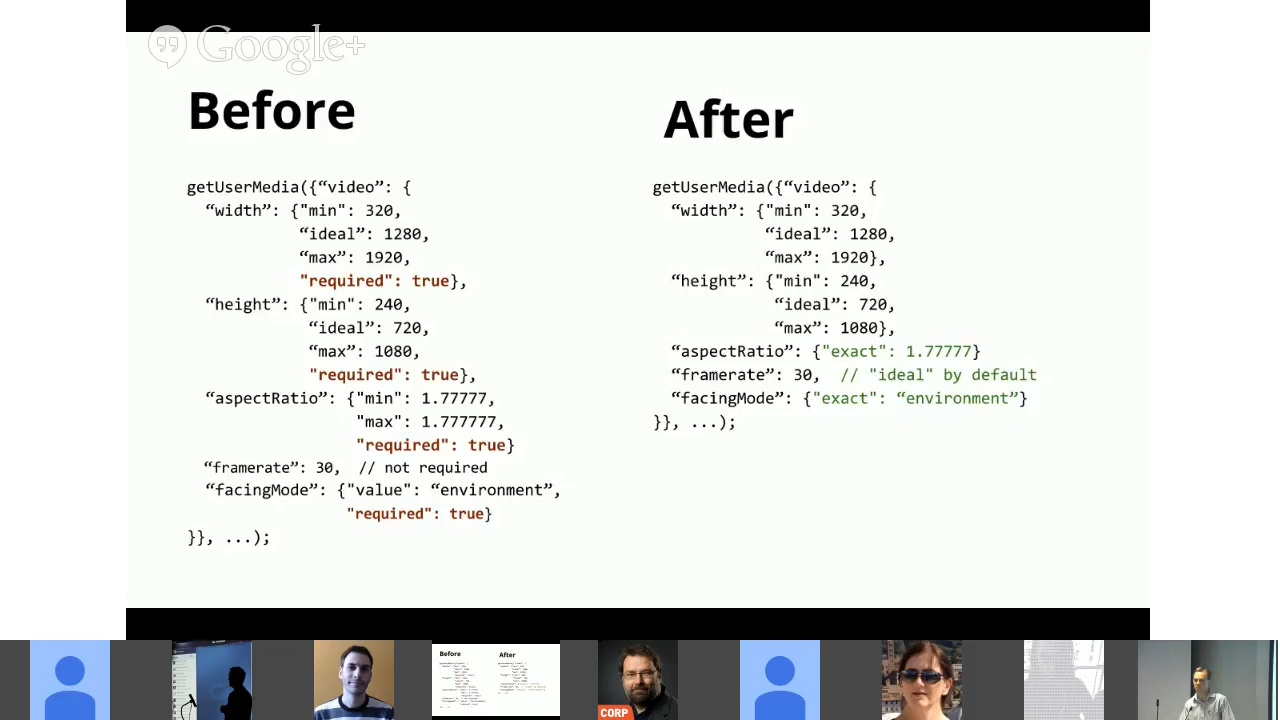 Google+
Before
getUserMedia({“video”: {
“width”: {"min": 320,
“ideal”: 1280,
“max”: 1920,
"required": true},
“height”: {"min": 240,
“ideal”: 720,
“max”: 1080,
"required": true},
“aspectRatio”: {"min": 1.77777,
"max": 1.777777,
"required": true}
“framerate”: 30, // not required
“facingMode”: {"value": “environment”,
"required": true}
}}, ...);
After
getUserMedia({“video”: {
“width”: {"min": 320,
“ideal”: 1280,
“max”: 1920},
“height”: {"min": 240,
“ideal”: 720,
“max”: 1080},
“aspectRatio”: {"exact": 1.77777}
“framerate”: 30, // "ideal" by default
“facingMode”: {"exact": “environment”}
}}, ...);
Before
After
CORP